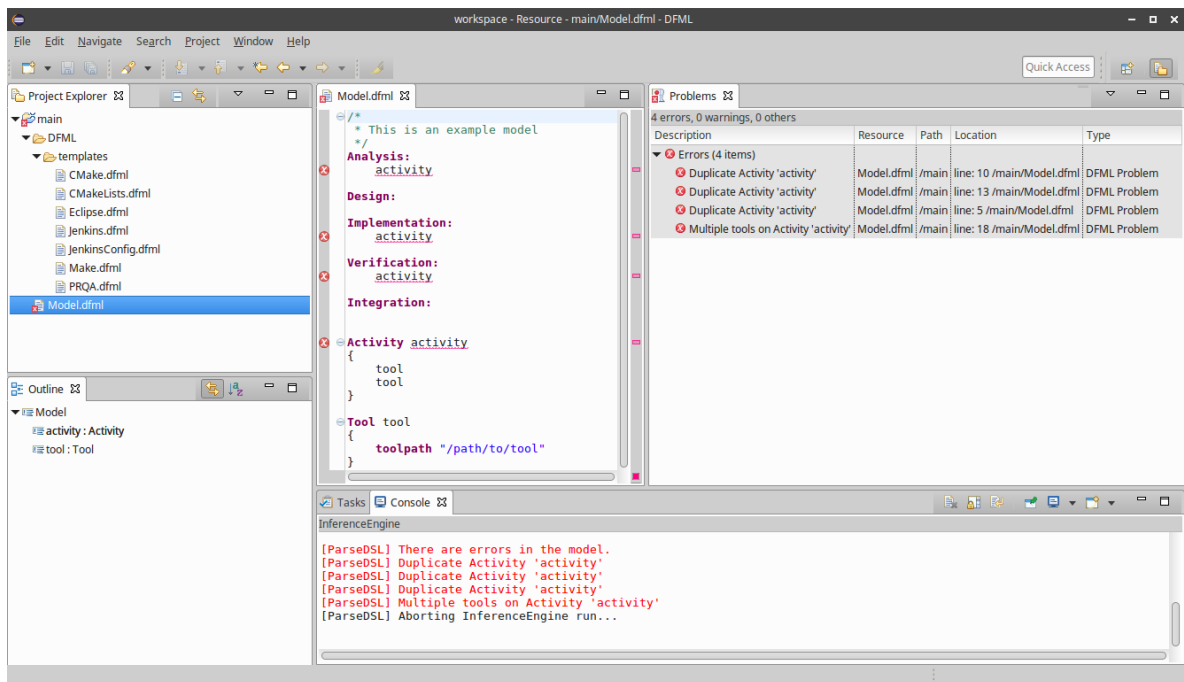 workspace - Resource - main/Model.dfml - DFML
File Edit Navigate Search Project Window Help
Quick Access
Project Explorer
main
DFML
templates
CMake.dfml
CMakeLists.dfml
Eclipse.dfml
Jenkins.dfml
JenkinsConfig.dfml
Make.dfml
PRQA.dfml
Model.dfml
Outline
Model
activity : Activity
tool : Tool
Model.dfml
/*
* This is an example model
*/
Analysis:
activity
Design:
Implementation:
activity
Verification:
activity
Integration:
Activity activity
{
tool
tool
}
Tool tool
{
toolpath "/path/to/tool"
}
Problems
4 errors, 0 warnings, 0 others
Description Resource Path Location Type
Errors (4 items)
Duplicate Activity 'activity' Model.dfml /main line: 10 /main/Model.dfml DFML Problem
Duplicate Activity 'activity' Model.dfml /main line: 13 /main/Model.dfml DFML Problem
Duplicate Activity 'activity' Model.dfml /main line: 5 /main/Model.dfml DFML Problem
Multiple tools on Activity 'activity' Model.dfml /main line: 18 /main/Model.dfml DFML Problem
Tasks Console
InferenceEngine
[ParseDSL] There are errors in the model.
[ParseDSL] Duplicate Activity 'activity'
[ParseDSL] Duplicate Activity 'activity'
[ParseDSL] Duplicate Activity 'activity'
[ParseDSL] Multiple tools on Activity 'activity'
[ParseDSL] Aborting InferenceEngine run...